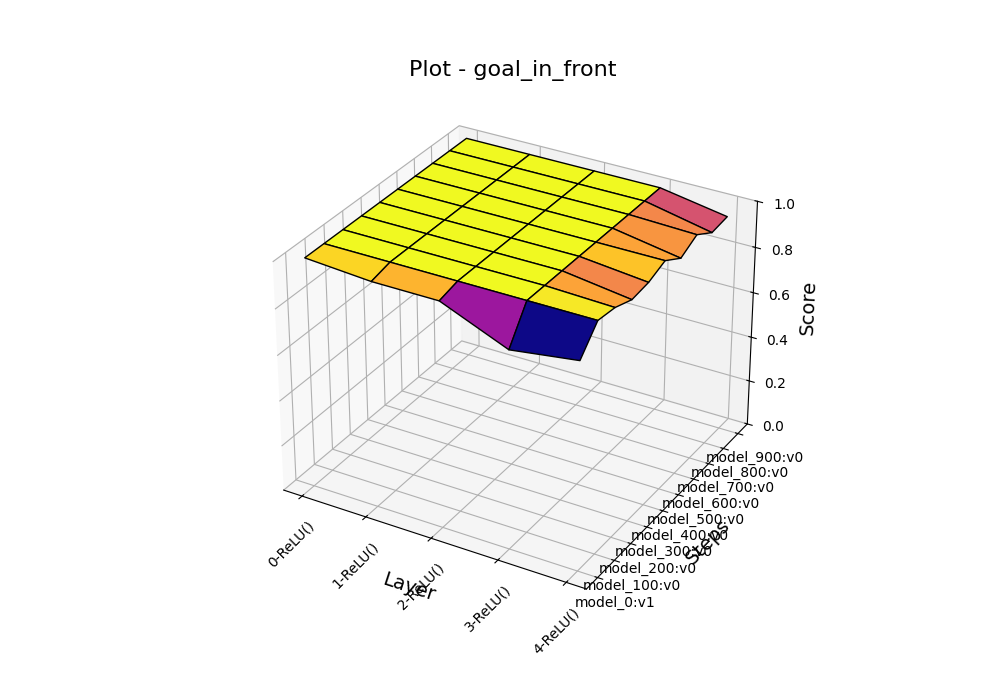 Plot - goal_in_front
1.0
0.8
0.6
0.4
0.2
0.0
Score
model_900:v0
model_800:v0
model_700:v0
model_600:v0
model_500:v0
model_400:v0
model_300:v0
model_200:v0
model_100:v0
model_0:v1
Steps
0-ReLU()
1-ReLU()
2-ReLU()
3-ReLU()
4-ReLU()
Layer